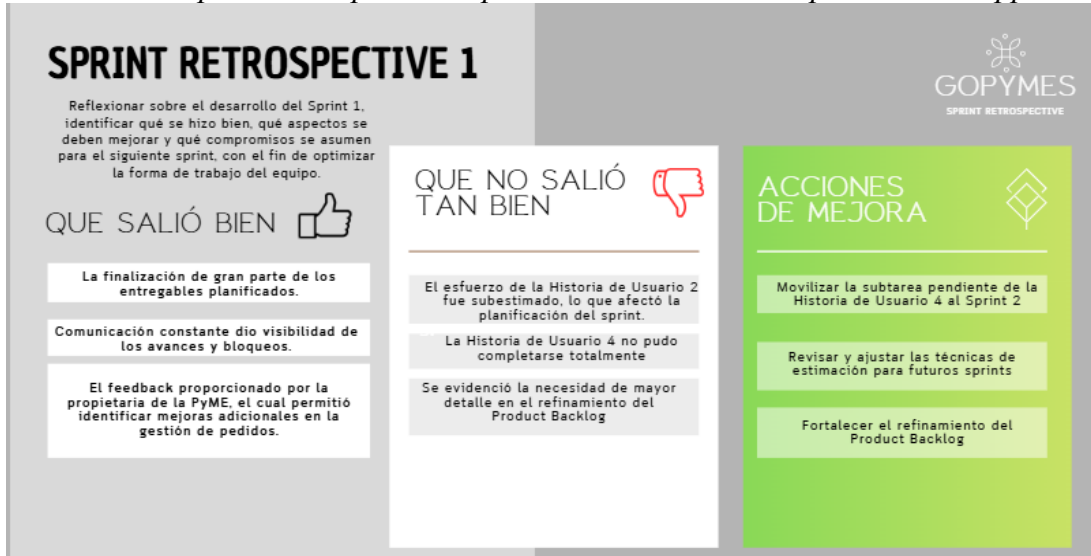 SPRINT RETROSPECTIVE 1
Reflexionar sobre el desarrollo del Sprint 1,
identificar qué se hizo bien, qué aspectos se
deben mejorar y qué compromisos se asumen
para el siguiente sprint, con el fin de optimizar
la forma de trabajo del equipo.
GOPYMES
SPRINT RETROSPECTIVE
QUE SALIÓ BIEN
La finalización de gran parte de los
entregables planificados.
Comunicación constante dio visibilidad de
los avances y bloqueos.
El feedback proporcionado por la
propietaria de la PyME, el cual permitió
identificar mejoras adicionales en la
gestión de pedidos.
QUE NO SALIÓ
TAN BIEN
El esfuerzo de la Historia de Usuario 2
fue subestimado, lo que afectó la
planificación del sprint.
La Historia de Usuario 4 no pudo
completarse totalmente
Se evidenció la necesidad de mayor
detalle en el refinamiento del
Product Backlog
ACCIONES
DE MEJORA
Movilizar la subtarea pendiente de la
Historia de Usuario 4 al Sprint 2
Revisar y ajustar las técnicas de
estimación para futuros sprints
Fortalecer el refinamiento del
Product Backlog